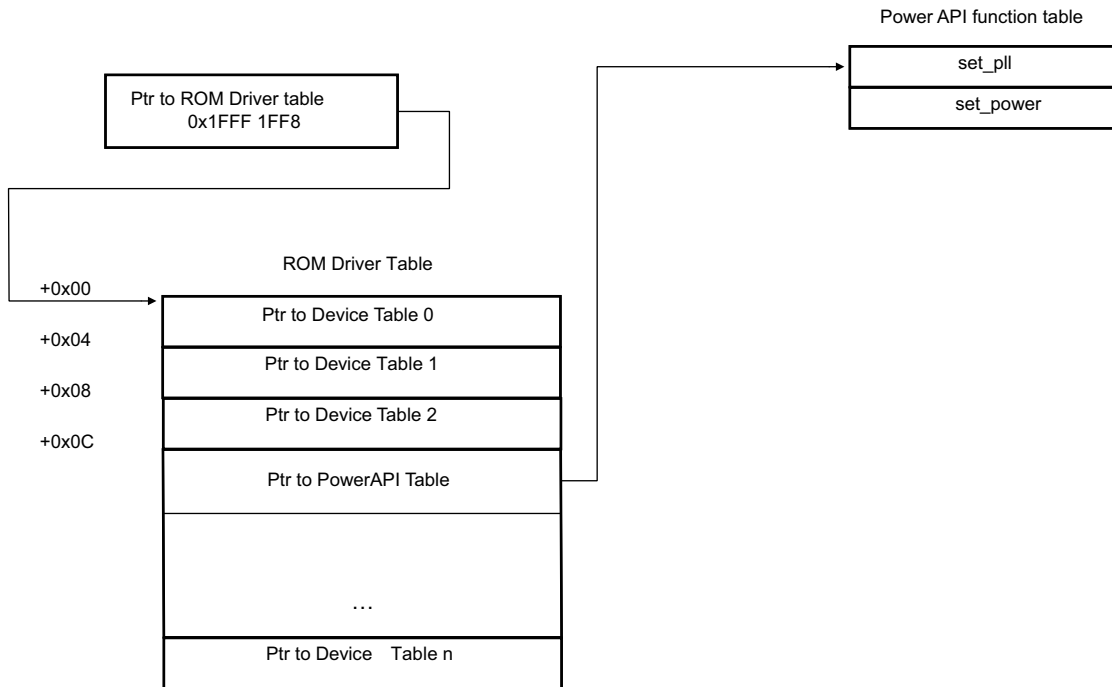 Power API function table
set_pll
set_power
Ptr to ROM Driver table
0x1FFF 1FF8
ROM Driver Table
+0x00
Ptr to Device Table 0
+0x04
Ptr to Device Table 1
+0x08
Ptr to Device Table 2
+0x0C
Ptr to PowerAPI Table
…
Ptr to Device Table n